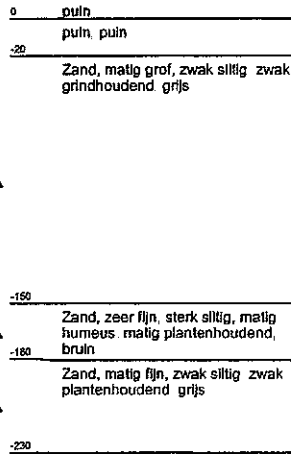 0 puin
puin, puin
-20
Zand, matig grof, zwak siltig zwak
grindhoudend grijs
-150
Zand, zeer fijn, sterk siltig, matig
humeus. matig plantenhoudend,
bruin
-180
Zand, matig fijn, zwak siltig zwak
plantenhoudend grijs
-230